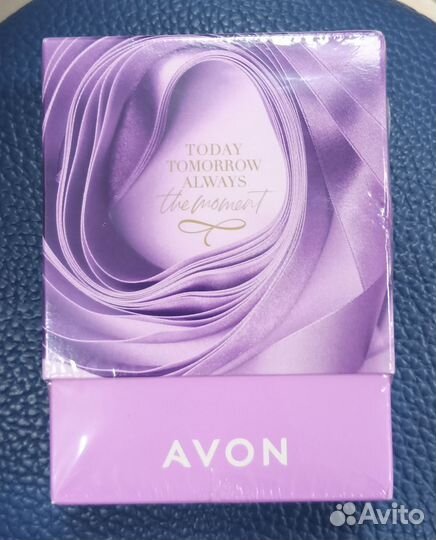 TODAY
TOMORROW
ALWAYS
the moment
AVON
Avito